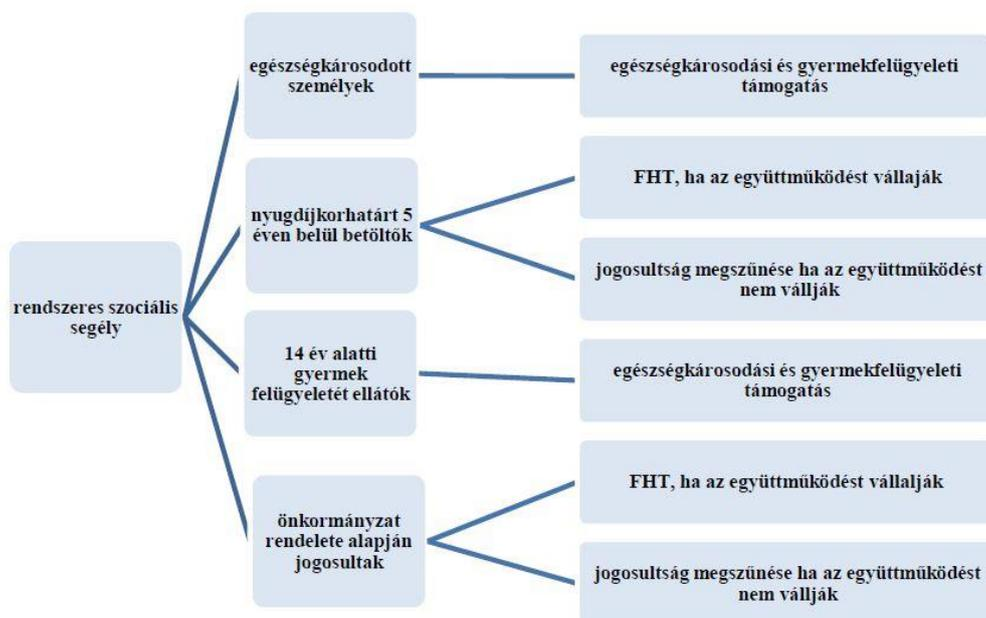 rendszeres szociális
segély
egészségkárosodott
személyek
egészségkárosodási és gyermekfelügyeleti
támogatás
nyugdíjkorhatárt 5
éven belül betöltők
FHT, ha az együttműködést vállaják
jogosultság megszűnése ha az együttműködést
nem vállják
14 év alatti
gyermek
felügyeletét ellátók
egészségkárosodási és gyermekfelügyeleti
támogatás
önkormányzat
rendelete alapján
jogosultak
FHT, ha az együttműködést vállalják
jogosultság megszűnése ha az együttműködést
nem vállják